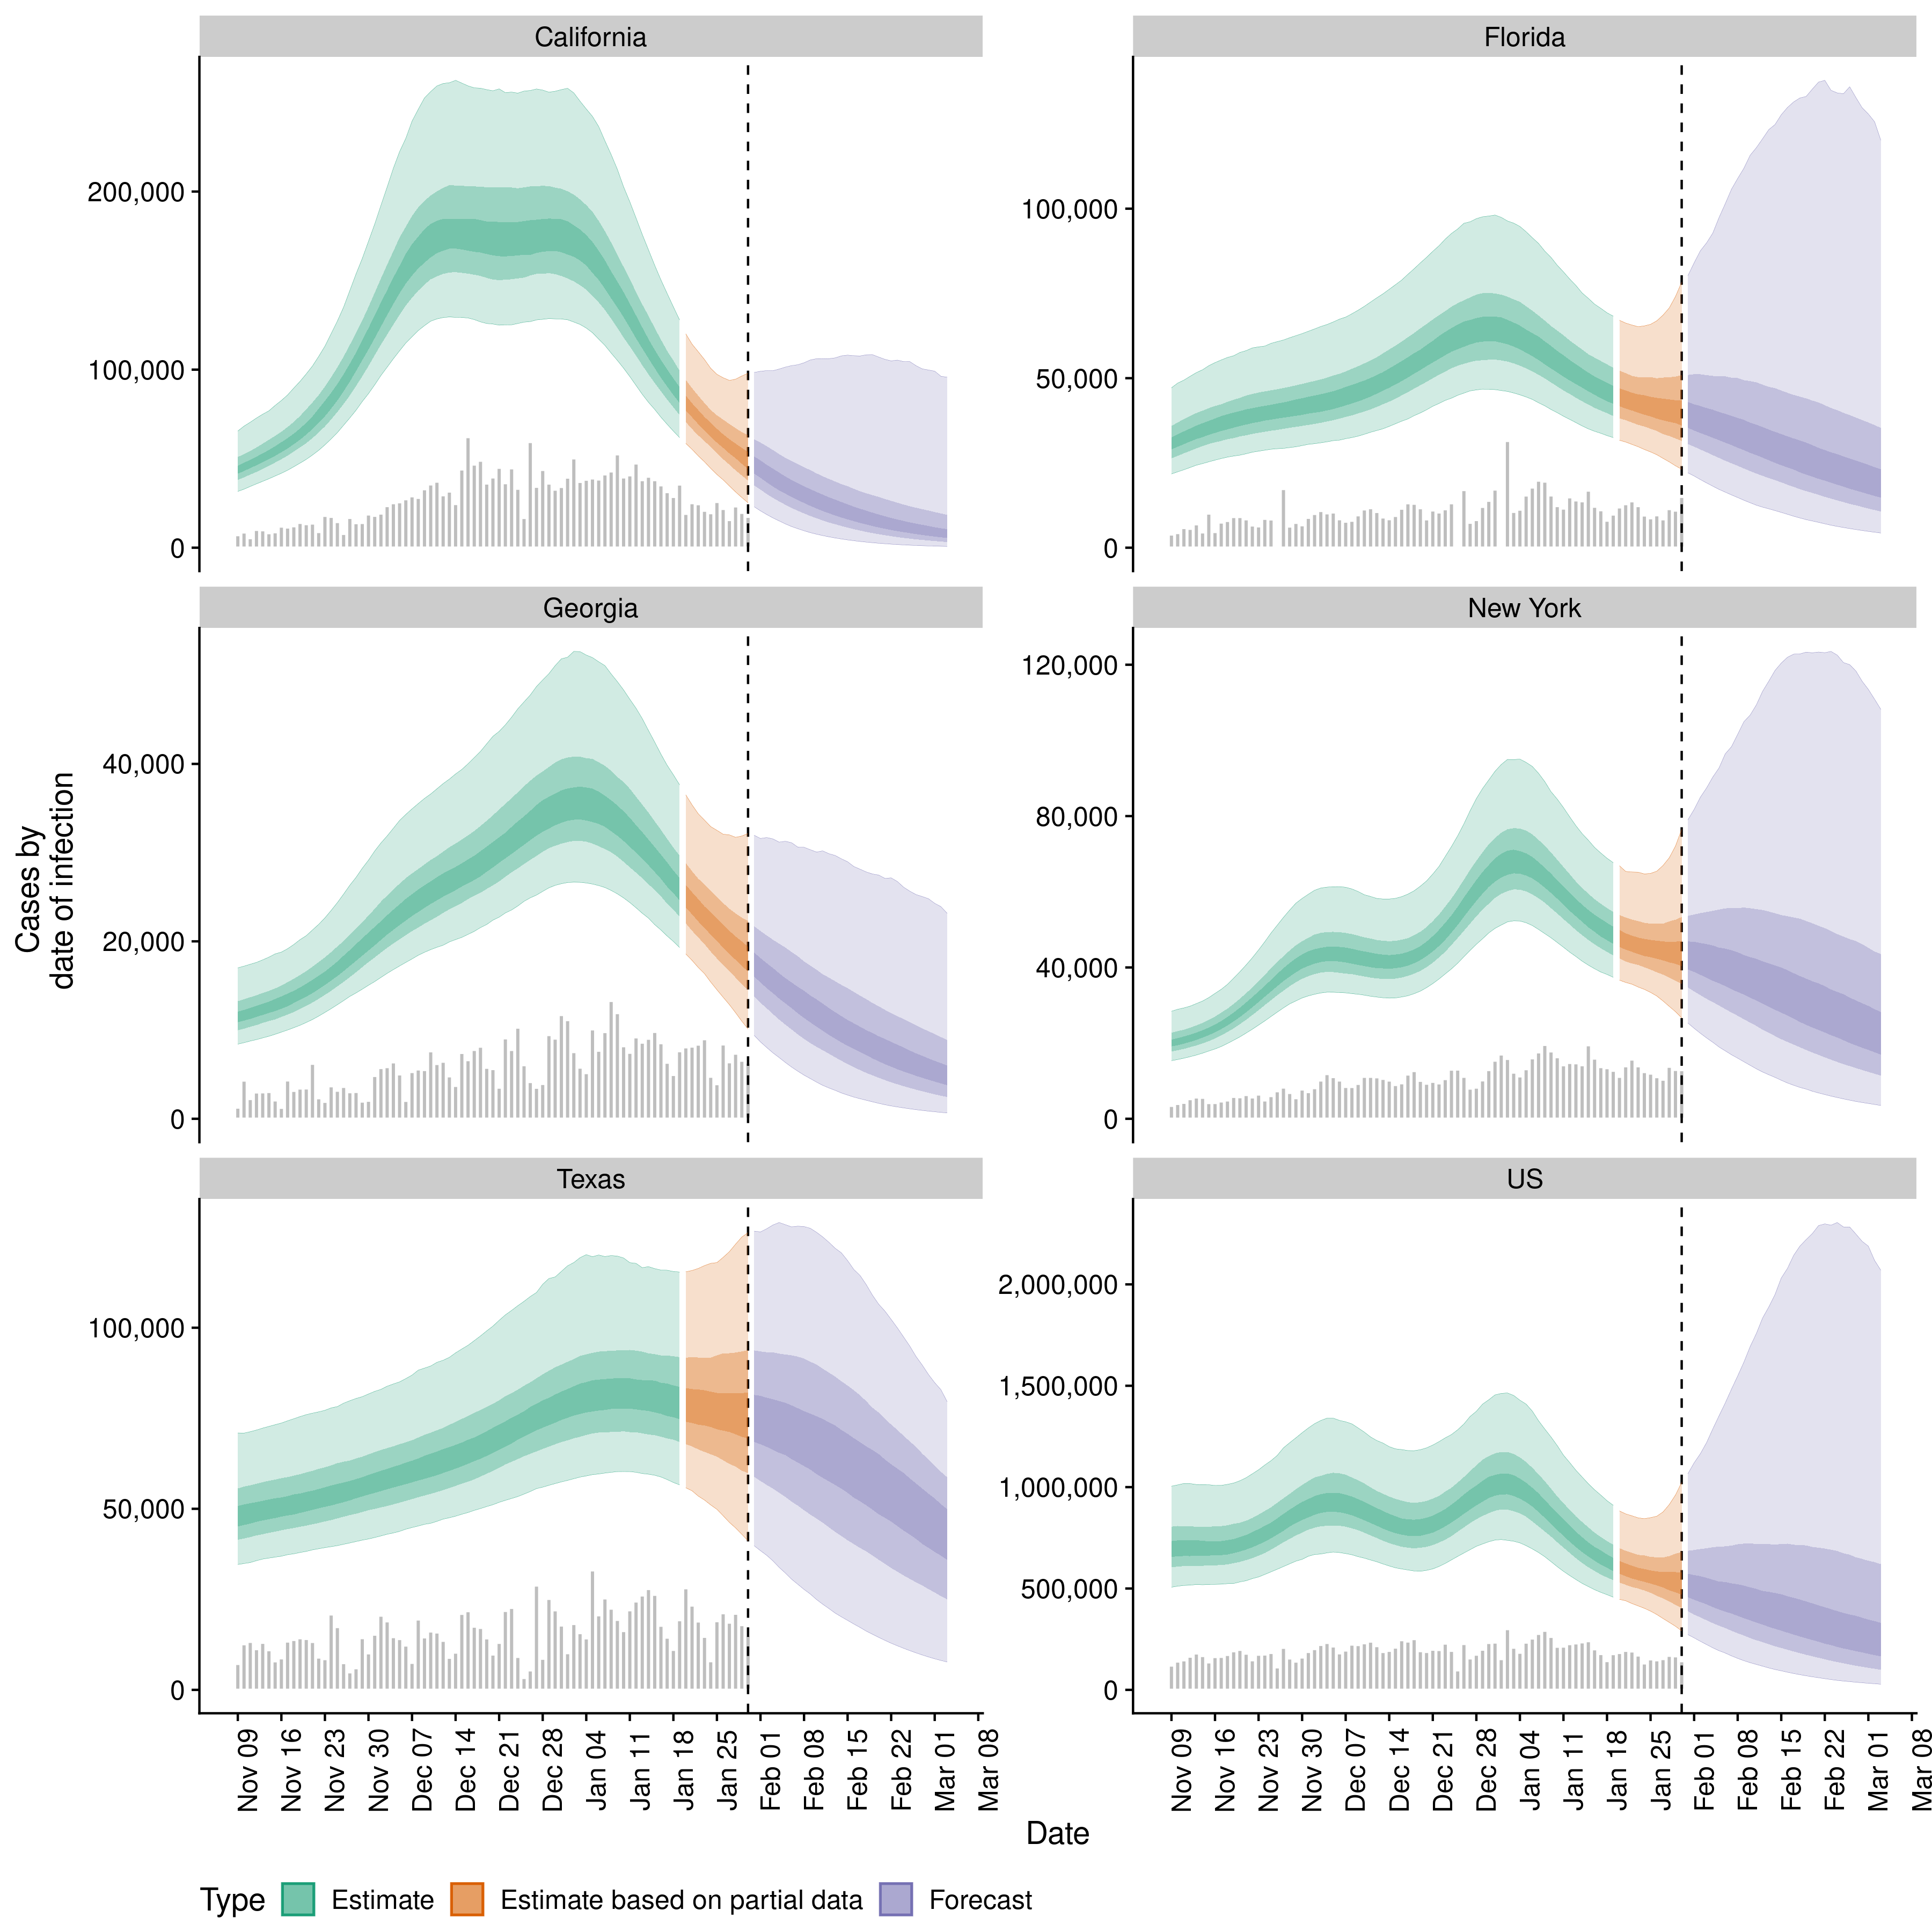 California
Florida
200,000
100,000
0
100,000
50,000
0
Georgia
New York
40,000
20,000
0
120,000
80,000
40,000
0
Cases by
date of infection
Texas
US
100,000
50,000
0
2,000,000
1,500,000
1,000,000
500,000
0
Nov 09
Nov 16
Nov 23
Nov 30
Dec 07
Dec 14
Dec 21
Dec 28
Jan 04
Jan 11
Jan 18
Jan 25
Feb 01
Feb 08
Feb 15
Feb 22
Mar 01
Mar 08
Nov 09
Nov 16
Nov 23
Nov 30
Dec 07
Dec 14
Dec 21
Dec 28
Jan 04
Jan 11
Jan 18
Jan 25
Feb 01
Feb 08
Feb 15
Feb 22
Mar 01
Mar 08
Date
Type Estimate Estimate based on partial data Forecast